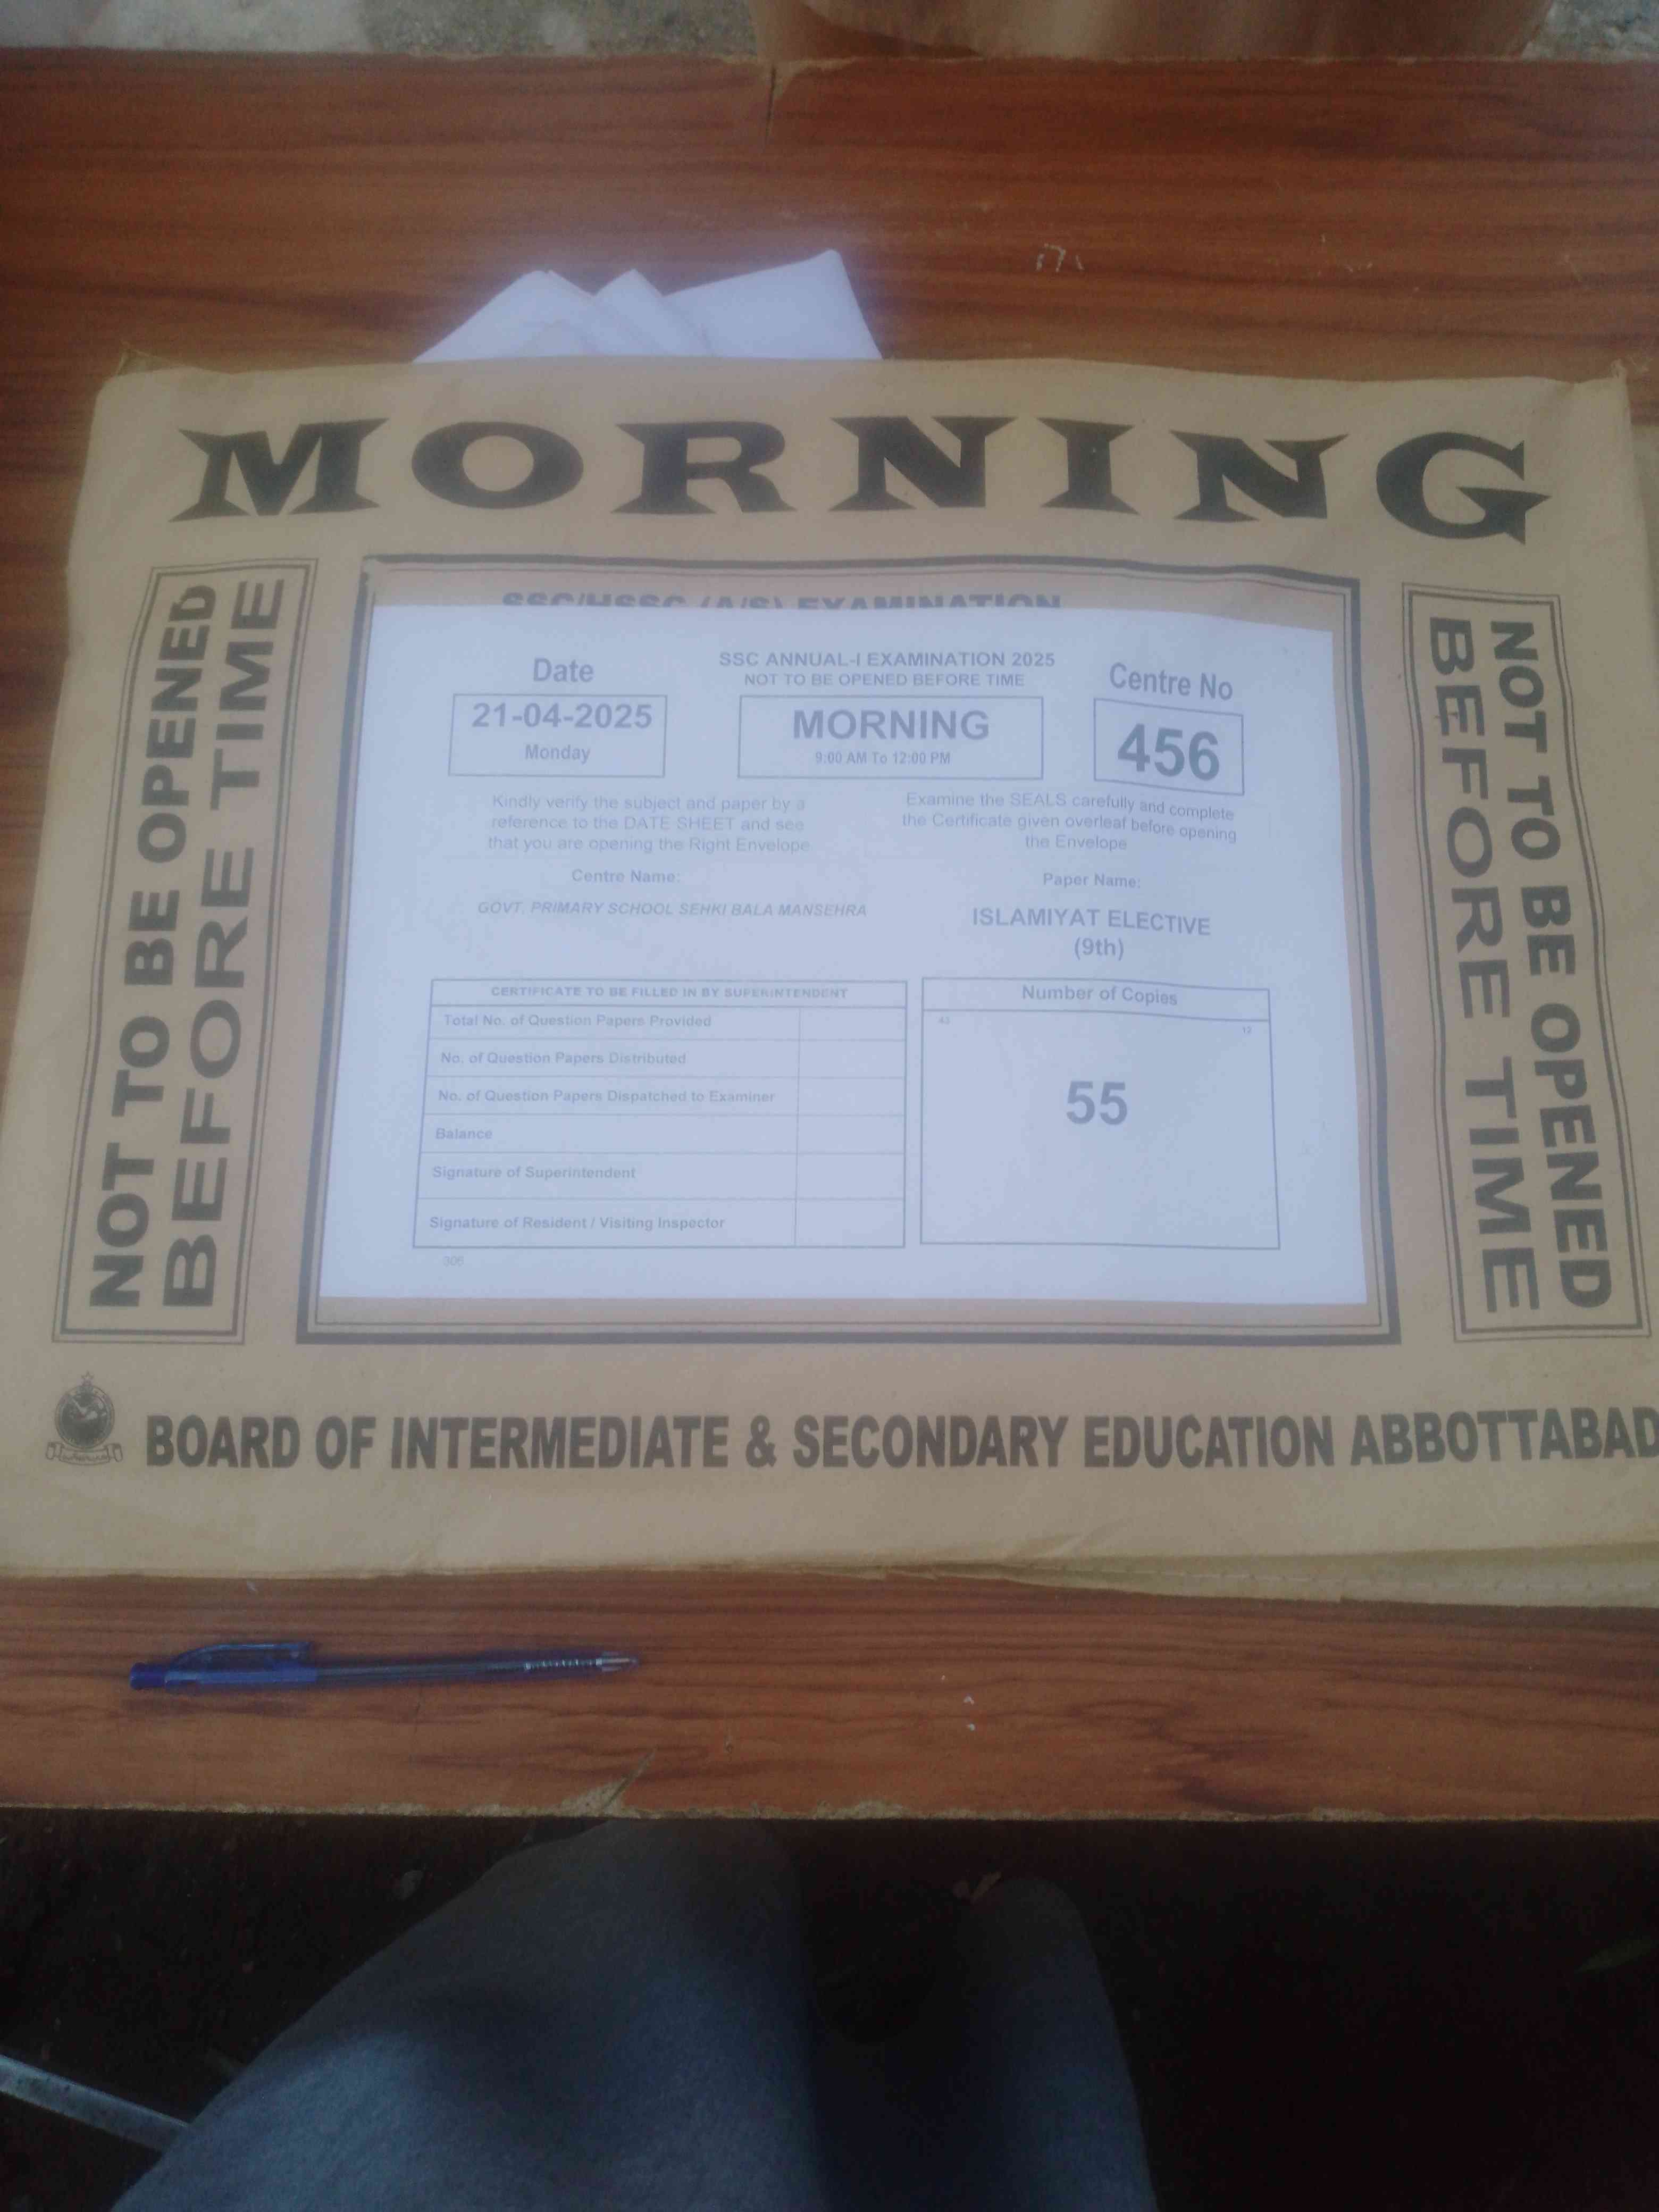 MORNING
NOT TO BE OPENED
BEFORE TIME
SSC/HSSC (A/S) EXAMINATION
Date
21-04-2025
Monday
SSC ANNUAL-I EXAMINATION 2025
NOT TO BE OPENED BEFORE TIME
MORNING
9:00 AM To 12:00 PM
Centre No
456
Kindly verify the subject and paper by a
reference to the DATE SHEET and see
that you are opening the Right Envelope
Examine the SEALS carefully and complete
the Certificate given overleaf before opening
the Envelope
Centre Name:
GOVT. PRIMARY SCHOOL SEHKI BALA MANSEHRA
Paper Name:
ISLAMIYAT ELECTIVE
(9th)
CERTIFICATE TO BE FILLED IN BY SUPERINTENDENT
Total No. of Question Papers Provided
No. of Question Papers Distributed
No. of Question Papers Dispatched to Examiner
Balance
Signature of Superintendent
Signature of Resident / Visiting Inspector
Number of Copies
55
NOT TO BE OPENED
BEFORE TIME
BOARD OF INTERMEDIATE & SECONDARY EDUCATION ABBOTTABAD